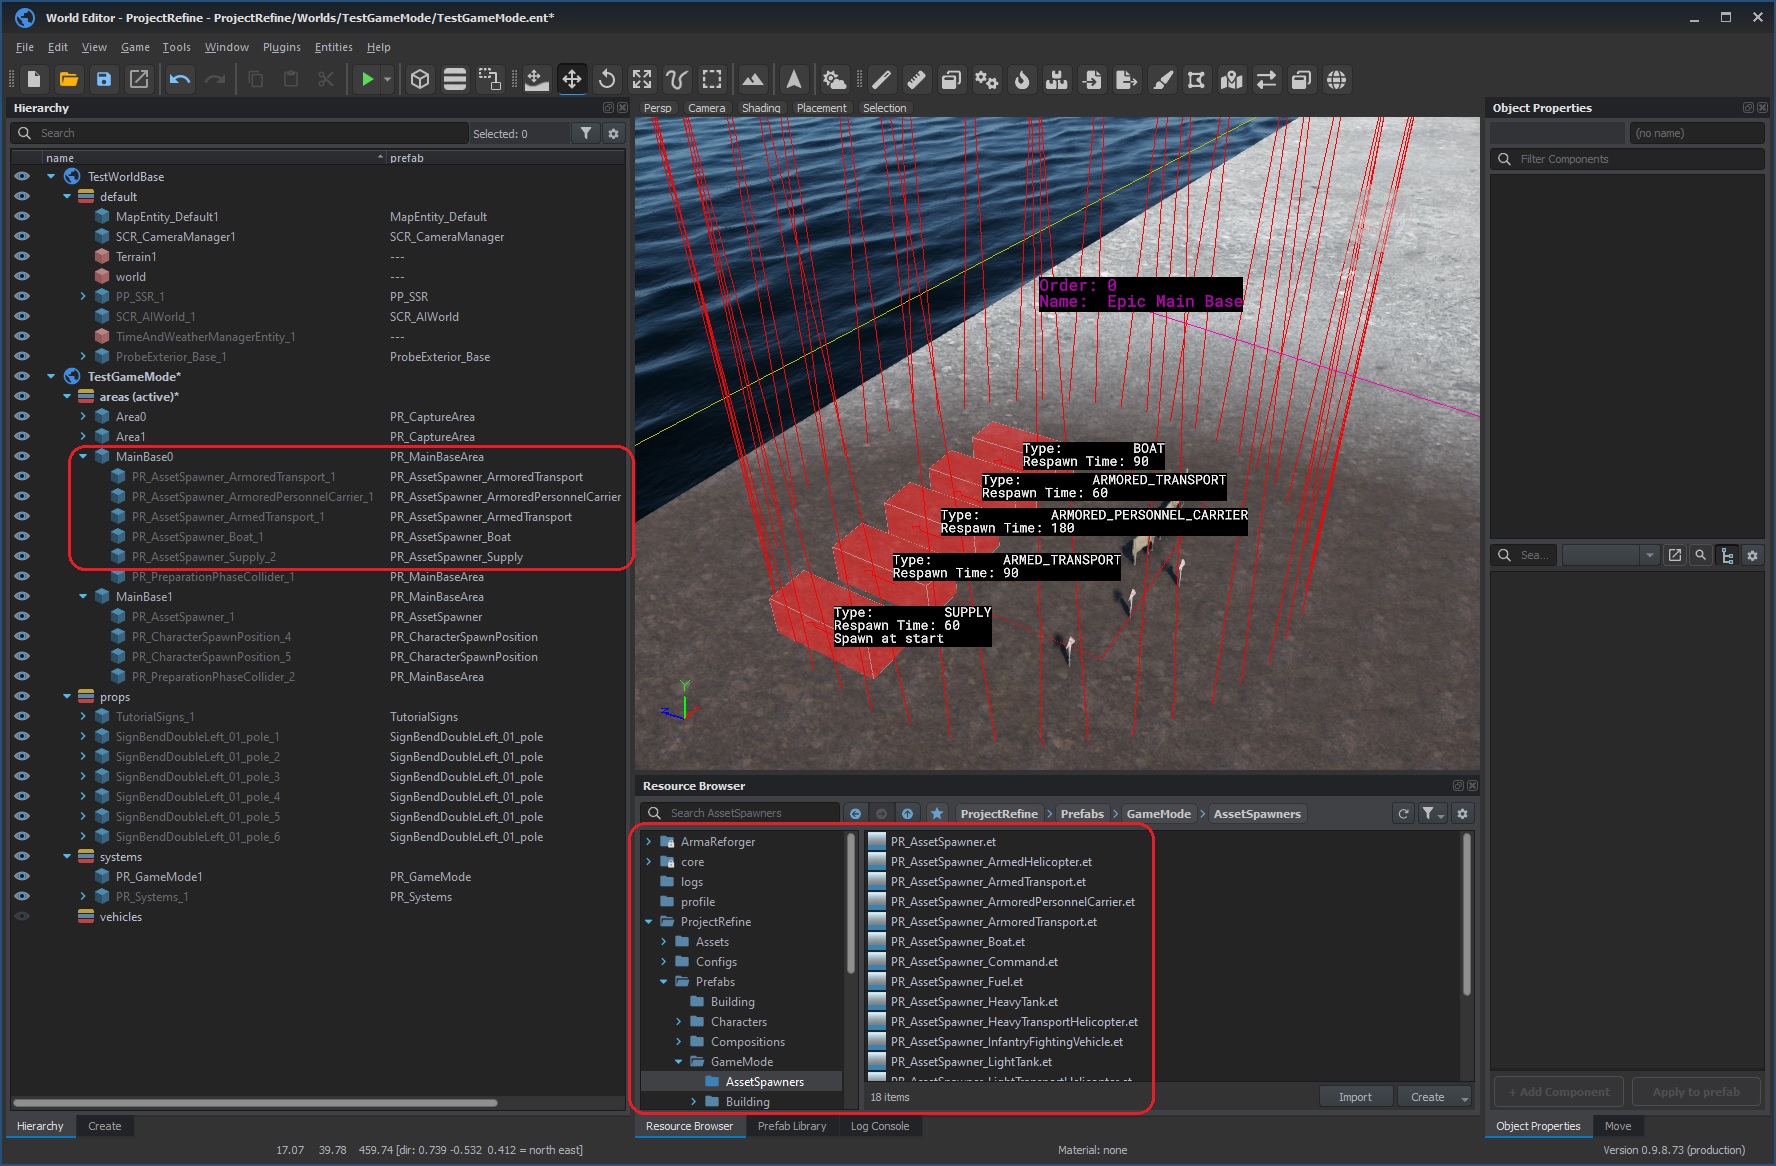 World Editor - ProjectRefine - ProjectRefine/Worlds/TestGameMode/TestGameMode.ent*
File Edit View Game Tools Window Plugins Entities Help
Hierarchy
Search
Selected: 0
name prefab
TestWorldBase
default
MapEntity_Default1 MapEntity_Default
SCR_CameraManager1 SCR_CameraManager
Terrain1 ---
world ---
PP_SSR_1 PP_SSR
SCR_AIWorld_1 SCR_AIWorld
TimeAndWeatherManagerEntity_1 ---
ProbeExterior_Base_1 ProbeExterior_Base
TestGameMode*
areas (active)*
Area0 PR_CaptureArea
Area1 PR_CaptureArea
MainBase0 PR_MainBaseArea
PR_AssetSpawner_ArmoredTransport_1 PR_AssetSpawner_ArmoredTransport
PR_AssetSpawner_ArmoredPersonnelCarrier_1 PR_AssetSpawner_ArmoredPersonnelCarrier
PR_AssetSpawner_ArmedTransport_1 PR_AssetSpawner_ArmedTransport
PR_AssetSpawner_Boat_1 PR_AssetSpawner_Boat
PR_AssetSpawner_Supply_2 PR_AssetSpawner_Supply
PR_PreparationPhaseCollider_1 PR_MainBaseArea
MainBase1 PR_MainBaseArea
PR_AssetSpawner_1 PR_AssetSpawner
PR_CharacterSpawnPosition_4 PR_CharacterSpawnPosition
PR_CharacterSpawnPosition_5 PR_CharacterSpawnPosition
PR_PreparationPhaseCollider_2 PR_MainBaseArea
props
TutorialSigns_1 TutorialSigns
SignBendDoubleLeft_01_pole_1 SignBendDoubleLeft_01_pole
SignBendDoubleLeft_01_pole_2 SignBendDoubleLeft_01_pole
SignBendDoubleLeft_01_pole_3 SignBendDoubleLeft_01_pole
SignBendDoubleLeft_01_pole_4 SignBendDoubleLeft_01_pole
SignBendDoubleLeft_01_pole_5 SignBendDoubleLeft_01_pole
SignBendDoubleLeft_01_pole_6 SignBendDoubleLeft_01_pole
systems
PR_GameMode1 PR_GameMode
PR_Systems_1 PR_Systems
vehicles
Hierarchy Create
Persp Camera Shading Placement Selection
Order: 0
Name: Epic Main Base
Type: BOAT
Respawn Time: 90
Type: ARMORED_TRANSPORT
Respawn Time: 60
Type: ARMORED_PERSONNEL_CARRIER
Respawn Time: 180
Type: ARMED_TRANSPORT
Respawn Time: 90
Type: SUPPLY
Respawn Time: 60
Spawn at start
Y
Z
Resource Browser
Search AssetSpawners
ProjectRefine > Prefabs > GameMode > AssetSpawners
ArmaReforger
core
logs
profile
ProjectRefine
Assets
Configs
Prefabs
Building
Characters
Compositions
GameMode
AssetSpawners
Building
PR_AssetSpawner.et
PR_AssetSpawner_ArmedHelicopter.et
PR_AssetSpawner_ArmedTransport.et
PR_AssetSpawner_ArmoredPersonnelCarrier.et
PR_AssetSpawner_ArmoredTransport.et
PR_AssetSpawner_Boat.et
PR_AssetSpawner_Command.et
PR_AssetSpawner_Fuel.et
PR_AssetSpawner_HeavyTank.et
PR_AssetSpawner_HeavyTransportHelicopter.et
PR_AssetSpawner_InfantryFightingVehicle.et
PR_AssetSpawner_LightTank.et
PR_AssetSpawner_LightTransportHelicopter.et
18 items
Import Create
Resource Browser Prefab Library Log Console
Object Properties
(no name)
Filter Components
Sea...
+ Add Component Apply to prefab
Object Properties Move
17.07 39.78 459.74 [dir: 0.739 -0.532 0.412 = north east]
Material: none
Version 0.9.8.73 (production)